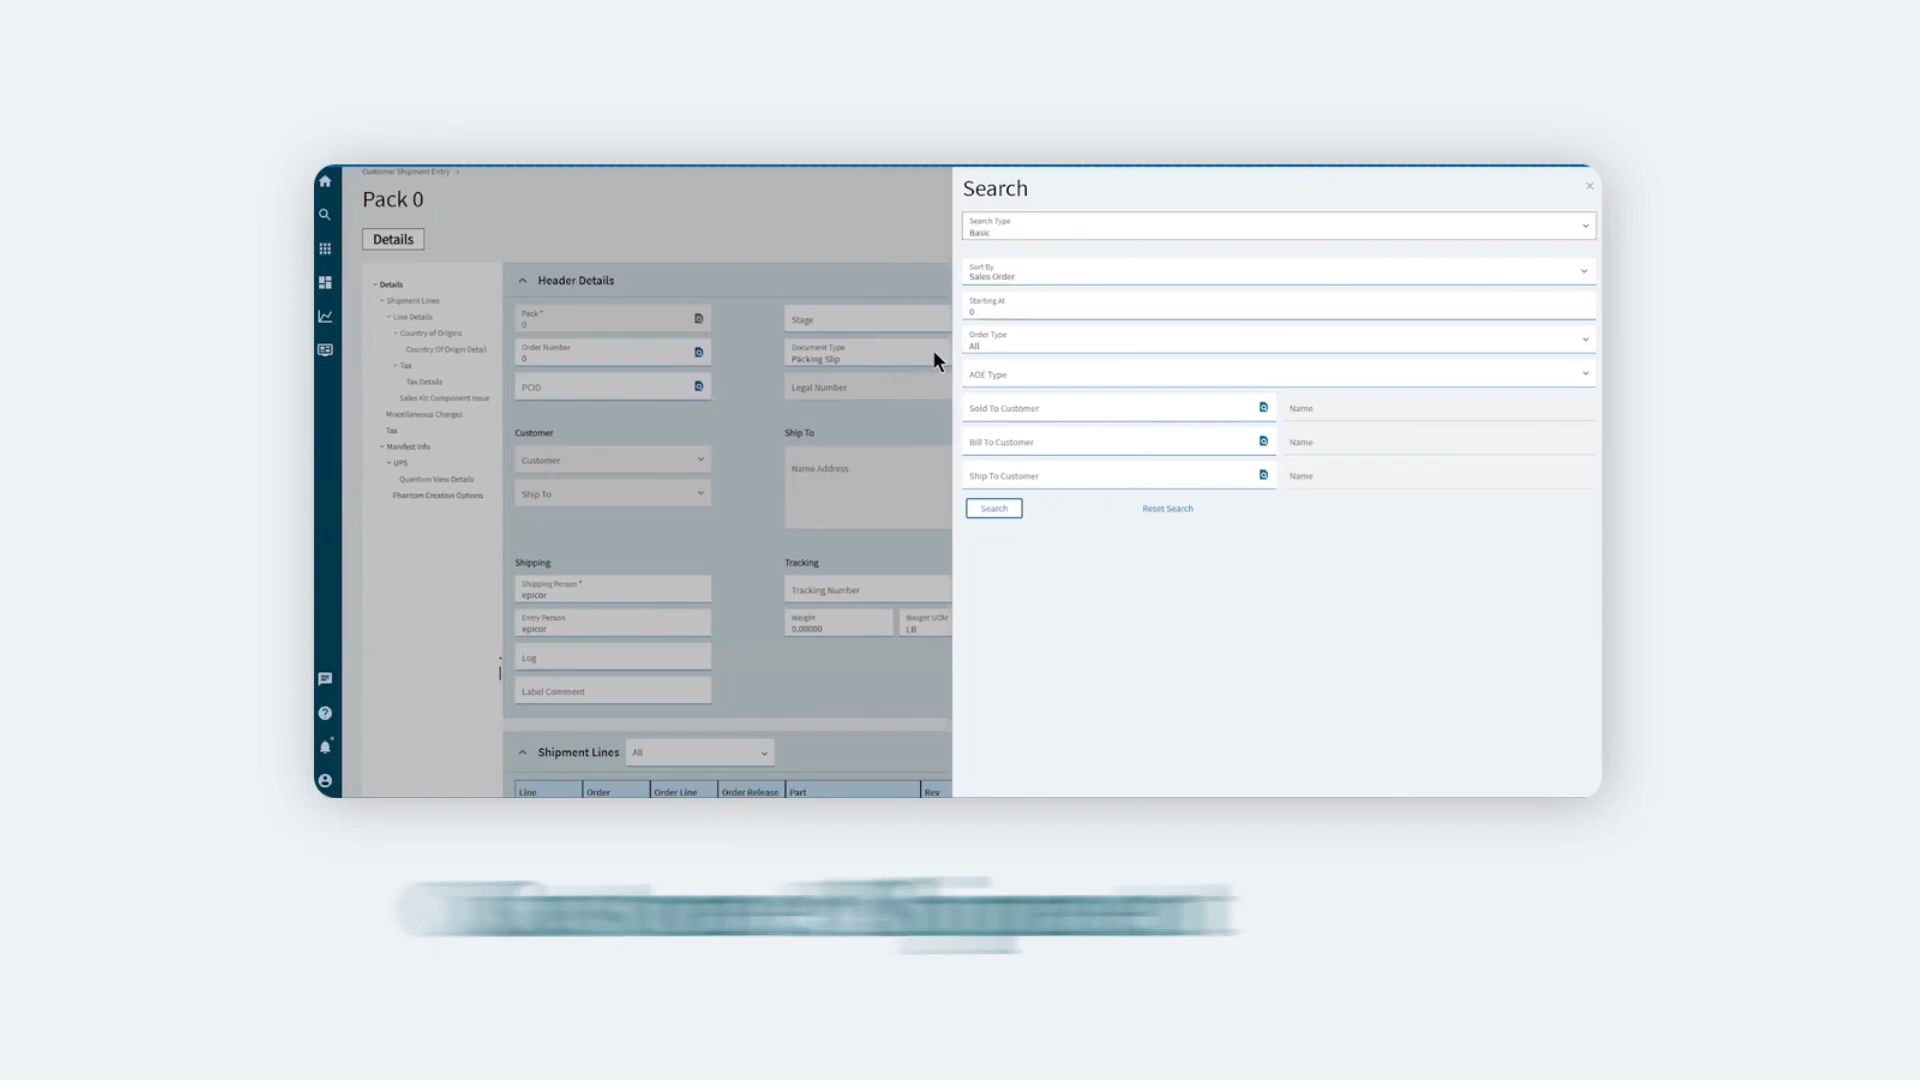 Customer Shipment Entry
Pack 0
Details
Details
Shipment Lines
Line Details
Country of Origins
Country Of Origin Detail
Tax
Tax Details
Sales Kit Component Issue
Miscellaneous Charges
Tax
Manifest Info
UPS
Quantum View Details
Phantom Creation Options
Header Details
Pack *
0
Order Number
0
PCID
Stage
Document Type
Packing Slip
Legal Number
Customer
Customer
Ship To
Ship To
Name Address
Shipping
Shipping Person *
epicor
Entry Person
epicor
Log
Label Comment
Tracking
Tracking Number
Weight
0.00000
Weight UOM
LB
Shipment Lines
All
Line Order Order Line Order Release Part Rev
Search
Search Type
Basic
Sort By
Sales Order
Starting At
0
Order Type
All
AOE Type
Sold To Customer Name
Bill To Customer Name
Ship To Customer Name
Search Reset Search